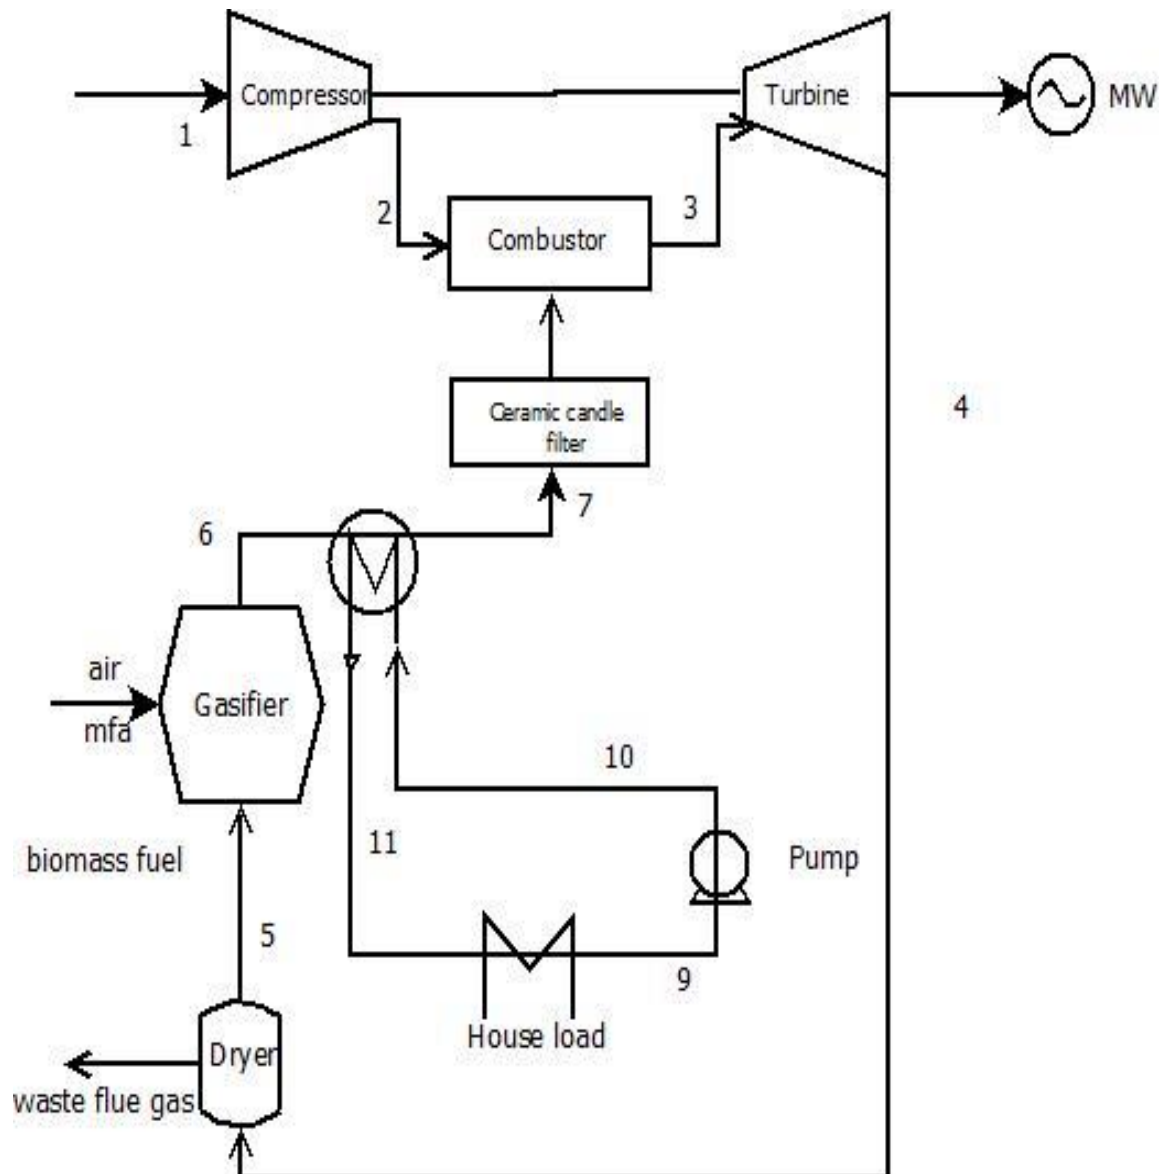 Compressor
Turbine
MW
1
2
3
Combustor
Ceramic candle
filter
4
7
6
air
mfa
Gasifier
10
11
biomass fuel
Pump
5
9
House load
Dryer
waste flue gas